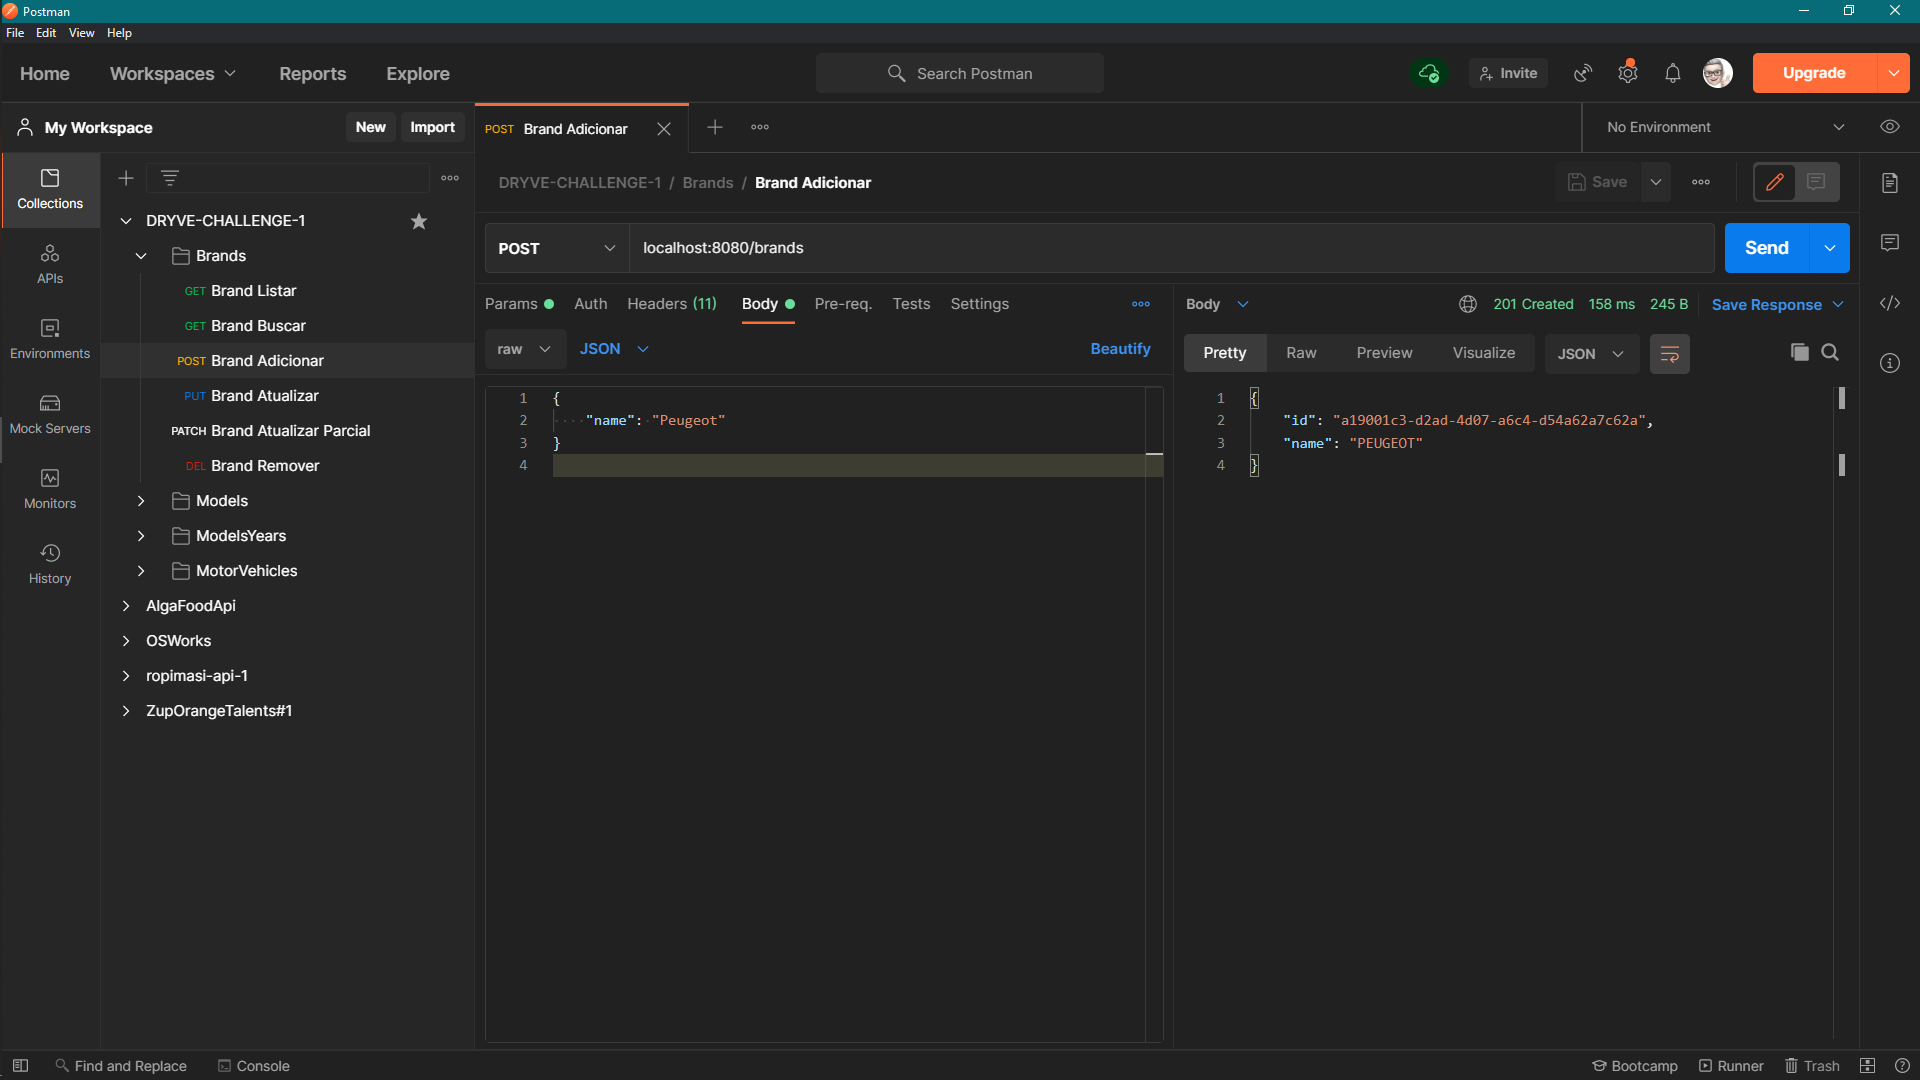 Postman
File Edit View Help
Home Workspaces Reports Explore Search Postman Invite Upgrade
My Workspace New Import
POST Brand Adicionar
No Environment
Collections
APIs
Environments
Mock Servers
Monitors
History
DRYVE-CHALLENGE-1
Brands
GET Brand Listar
GET Brand Buscar
POST Brand Adicionar
PUT Brand Atualizar
PATCH Brand Atualizar Parcial
DEL Brand Remover
Models
ModelsYears
MotorVehicles
AlgaFoodApi
OSWorks
ropimasi-api-1
ZupOrangeTalents#1
DRYVE-CHALLENGE-1 / Brands / Brand Adicionar
Save
POST localhost:8080/brands Send
Params Auth Headers (11) Body Pre-req. Tests Settings
raw JSON Beautify
1 {
2 "name": "Peugeot"
3 }
4
Body 201 Created 158 ms 245 B Save Response
Pretty Raw Preview Visualize JSON
1 {
2 "id": "a19001c3-d2ad-4d07-a6c4-d54a62a7c62a",
3 "name": "PEUGEOT"
4 }
Find and Replace Console Bootcamp Runner Trash